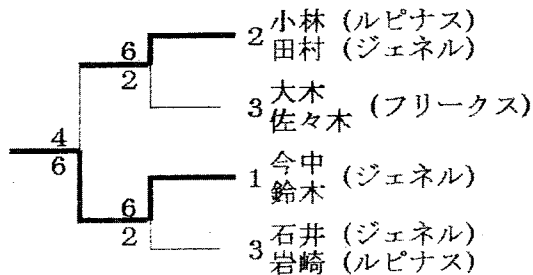 6
2
2 小林 (ルピナス)
田村 (ジェネル)
3 大木
佐々木 (フリークス)
4
6
1 今中
鈴木 (ジェネル)
6
2
3 石井 (ジェネル)
岩崎 (ルピナス)